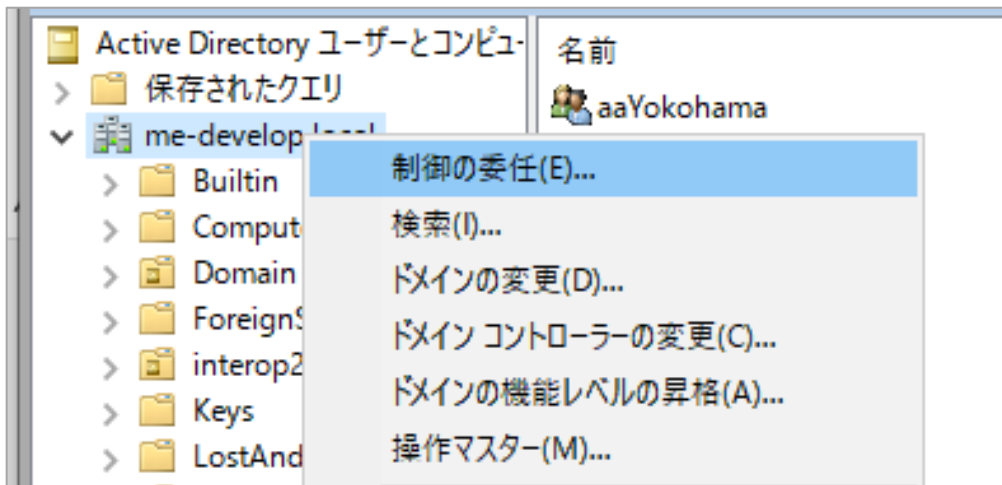 Active Directory ユーザーとコンピュ
保存されたクエリ
me-develop.local
Builtin
Comput
Domain
ForeignS
interop2
Keys
LostAnd
名前
aaYokohama
制御の委任(E)...
検索(I)...
ドメインの変更(D)...
ドメイン コントローラーの変更(C)...
ドメインの機能レベルの昇格(A)...
操作マスター(M)...